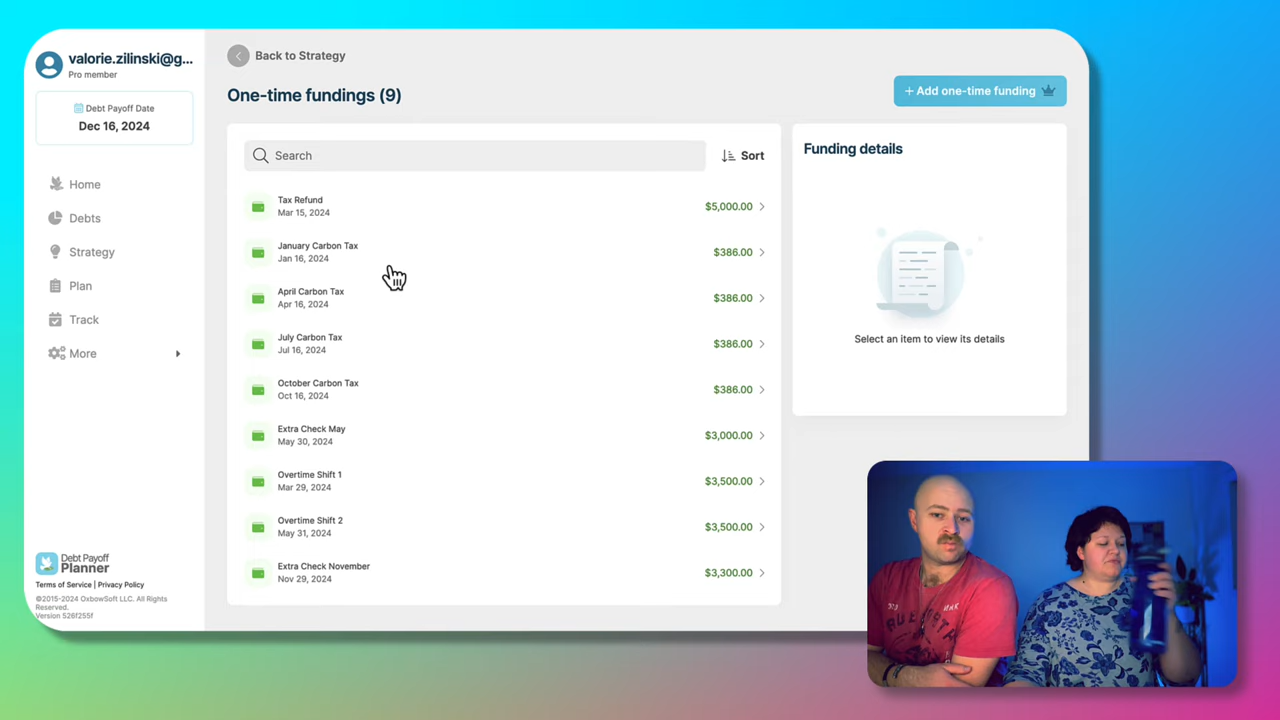 valorie.zilinski@g...
Pro member
Debt Payoff Date
Dec 16, 2024
Home
Debts
Strategy
Plan
Track
More
Debt Payoff
Planner
Terms of Service | Privacy Policy
©2015-2024 OxbowSoft LLC. All Rights
Reserved.
Version 526f255f
Back to Strategy
One-time fundings (9)
+ Add one-time funding
Search
Sort
Tax Refund
Mar 15, 2024
$5,000.00
January Carbon Tax
Jan 16, 2024
$386.00
April Carbon Tax
Apr 16, 2024
$386.00
July Carbon Tax
Jul 16, 2024
$386.00
October Carbon Tax
Oct 16, 2024
$386.00
Extra Check May
May 30, 2024
$3,000.00
Overtime Shift 1
Mar 29, 2024
$3,500.00
Overtime Shift 2
May 31, 2024
$3,500.00
Extra Check November
Nov 29, 2024
$3,300.00
Funding details
Select an item to view its details